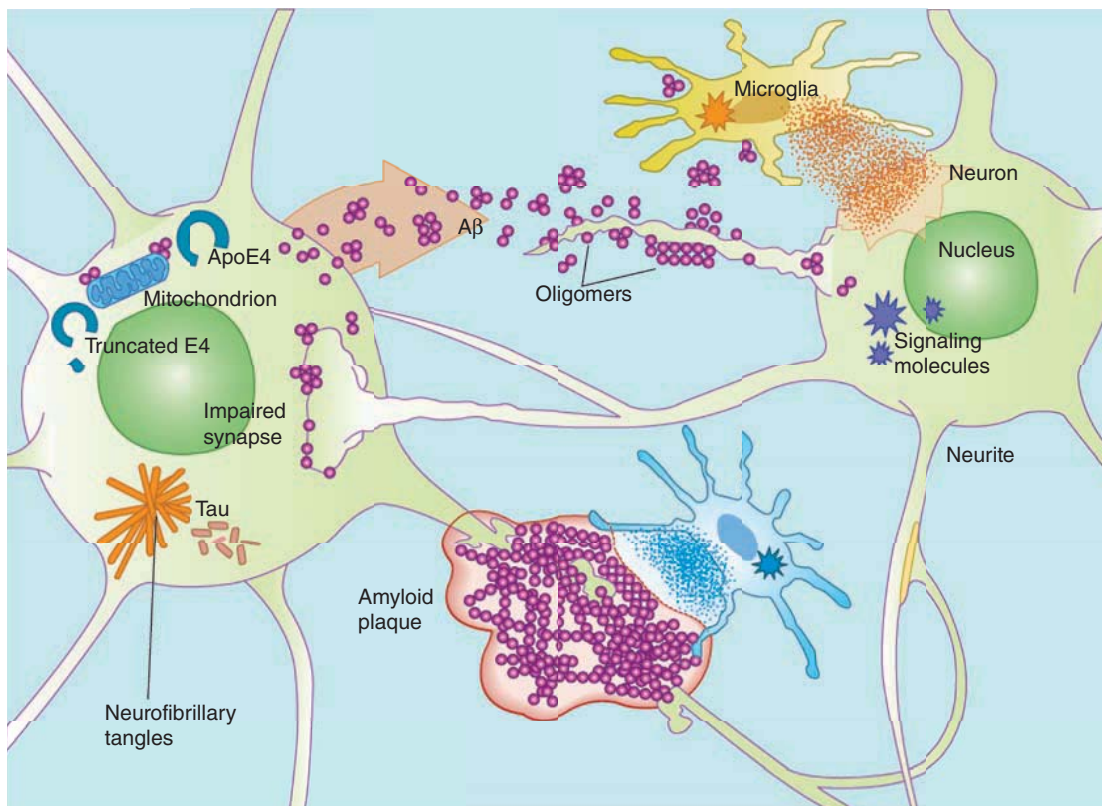 Microglia
Neuron
Aβ
ApoE4
Nucleus
Mitochondrion
Oligomers
Truncated E4
Signaling
molecules
Impaired
synapse
Neurite
Tau
Amyloid
plaque
Neurofibrillary
tangles